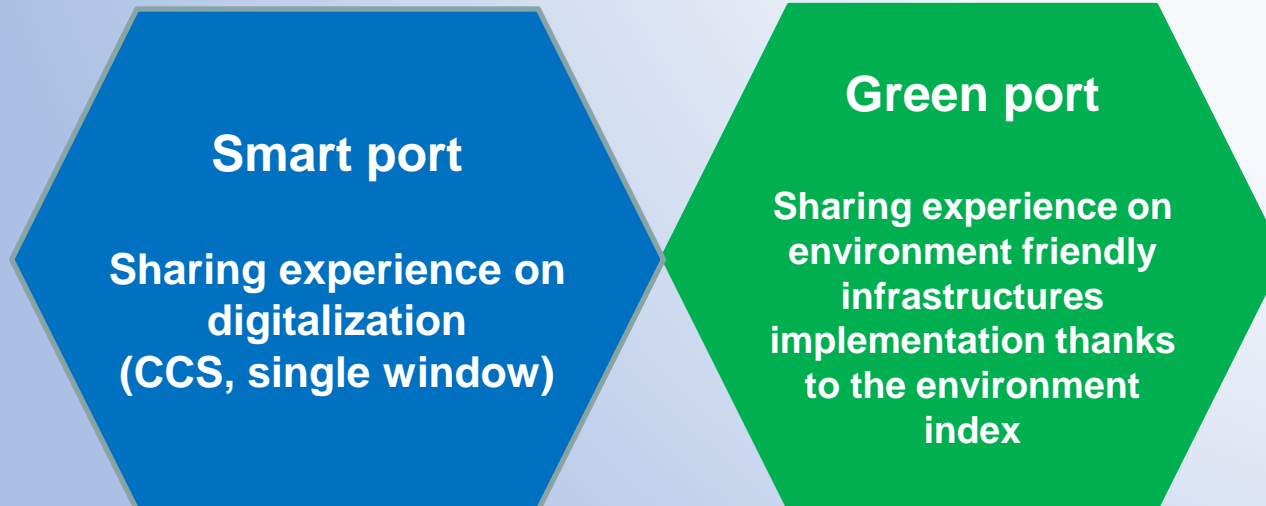 Smart port
Sharing experience on
digitalization
(CCS, single window)
Green port
Sharing experience on
environment friendly
infrastructures
implementation thanks
to the environment
index